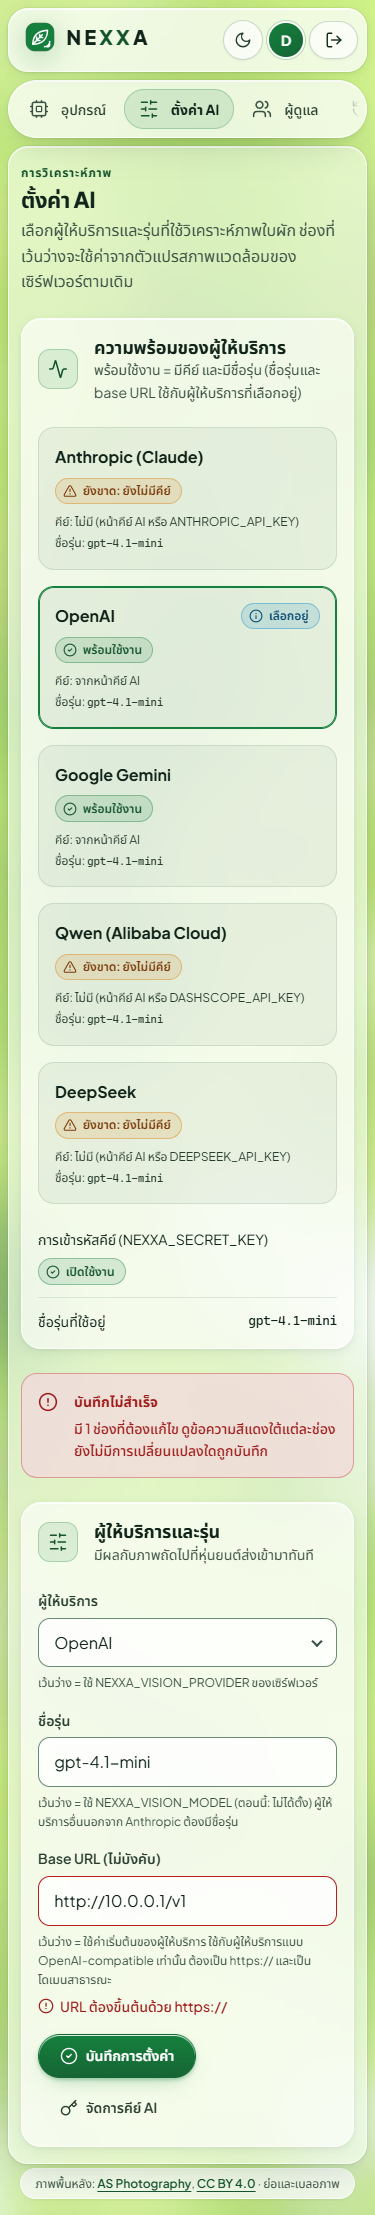 NEXXA
D
อุปกรณ์
ตั้งค่า AI
ผู้ดูแล
การวิเคราะห์ภาพ
ตั้งค่า AI
เลือกผู้ให้บริการและรุ่นที่ใช้วิเคราะห์ภาพใบผัก ช่องที่
เว้นว่างจะใช้ค่าจากตัวแปรสภาพแวดล้อมของ
เซิร์ฟเวอร์ตามเดิม
ความพร้อมของผู้ให้บริการ
พร้อมใช้งาน = มีคีย์ และมีชื่อรุ่น (ชื่อรุ่นและ
base URL ใช้กับผู้ให้บริการที่เลือกอยู่)
Anthropic (Claude)
ยังขาด: ยังไม่มีคีย์
คีย์: ไม่มี (หน้าคีย์ AI หรือ ANTHROPIC_API_KEY)
ชื่อรุ่น: gpt-4.1-mini
OpenAI
เลือกอยู่
พร้อมใช้งาน
คีย์: จากหน้าคีย์ AI
ชื่อรุ่น: gpt-4.1-mini
Google Gemini
พร้อมใช้งาน
คีย์: จากหน้าคีย์ AI
ชื่อรุ่น: gpt-4.1-mini
Qwen (Alibaba Cloud)
ยังขาด: ยังไม่มีคีย์
คีย์: ไม่มี (หน้าคีย์ AI หรือ DASHSCOPE_API_KEY)
ชื่อรุ่น: gpt-4.1-mini
DeepSeek
ยังขาด: ยังไม่มีคีย์
คีย์: ไม่มี (หน้าคีย์ AI หรือ DEEPSEEK_API_KEY)
ชื่อรุ่น: gpt-4.1-mini
การเข้ารหัสคีย์ (NEXXA_SECRET_KEY)
เปิดใช้งาน
ชื่อรุ่นที่ใช้อยู่
gpt-4.1-mini
บันทึกไม่สำเร็จ
มี 1 ช่องที่ต้องแก้ไข ดูข้อความสีแดงใต้แต่ละช่อง
ยังไม่มีการเปลี่ยนแปลงใดถูกบันทึก
ผู้ให้บริการและรุ่น
มีผลกับภาพถัดไปที่หุ่นยนต์ส่งเข้ามาทันที
ผู้ให้บริการ
OpenAI
เว้นว่าง = ใช้ NEXXA_VISION_PROVIDER ของเซิร์ฟเวอร์
ชื่อรุ่น
gpt-4.1-mini
เว้นว่าง = ใช้ NEXXA_VISION_MODEL (ตอนนี้: ไม่ได้ตั้ง) ผู้ให้
บริการอื่นนอกจาก Anthropic ต้องมีชื่อรุ่น
Base URL (ไม่บังคับ)
http://10.0.0.1/v1
เว้นว่าง = ใช้ค่าเริ่มต้นของผู้ให้บริการ ใช้กับผู้ให้บริการแบบ
OpenAI-compatible เท่านั้น ต้องเป็น https:// และเป็น
โดเมนสาธารณะ
URL ต้องขึ้นต้นด้วย https://
บันทึกการตั้งค่า
จัดการคีย์ AI
ภาพพื้นหลัง: AS Photography, CC BY 4.0 · ย่อและเบลอภาพ